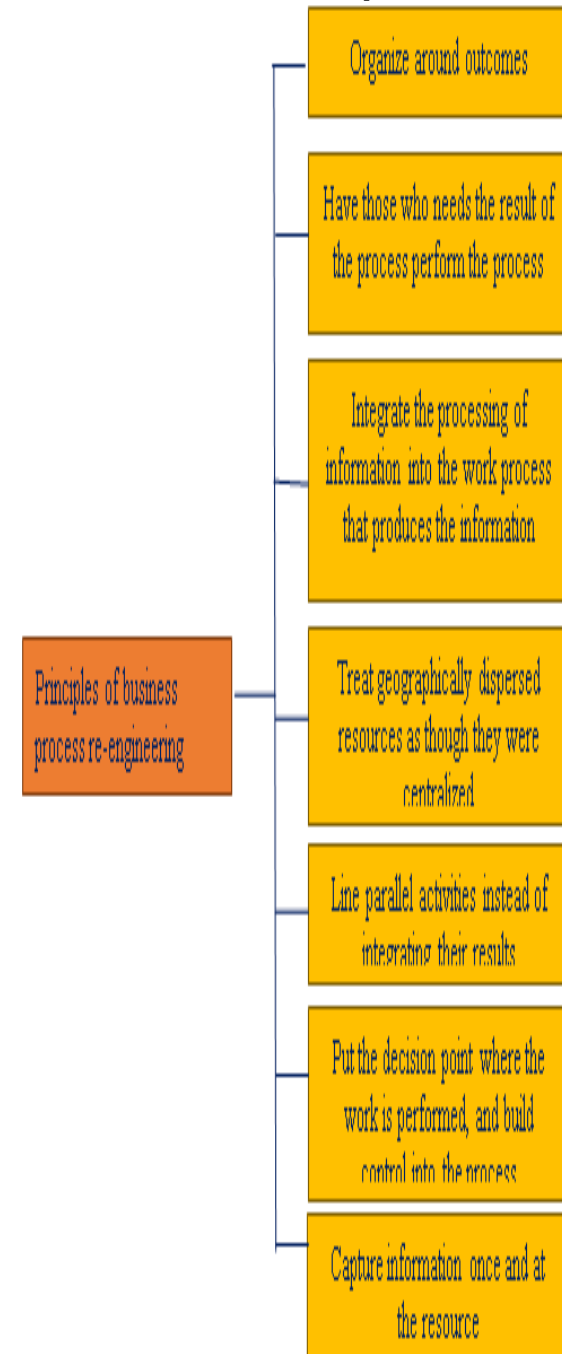 Organize around outcomes
Have those who needs the result of
the process perform the process
Integrate the processing of
information into the work process
that produces the information
Principles of business
process re-engineering
Treat geographically dispersed
resources as though they were
centralized
Line parallel activities instead of
integrating their results
Put the decision point where the
work is performed, and build
control into the process
Capture information once and at
the resource